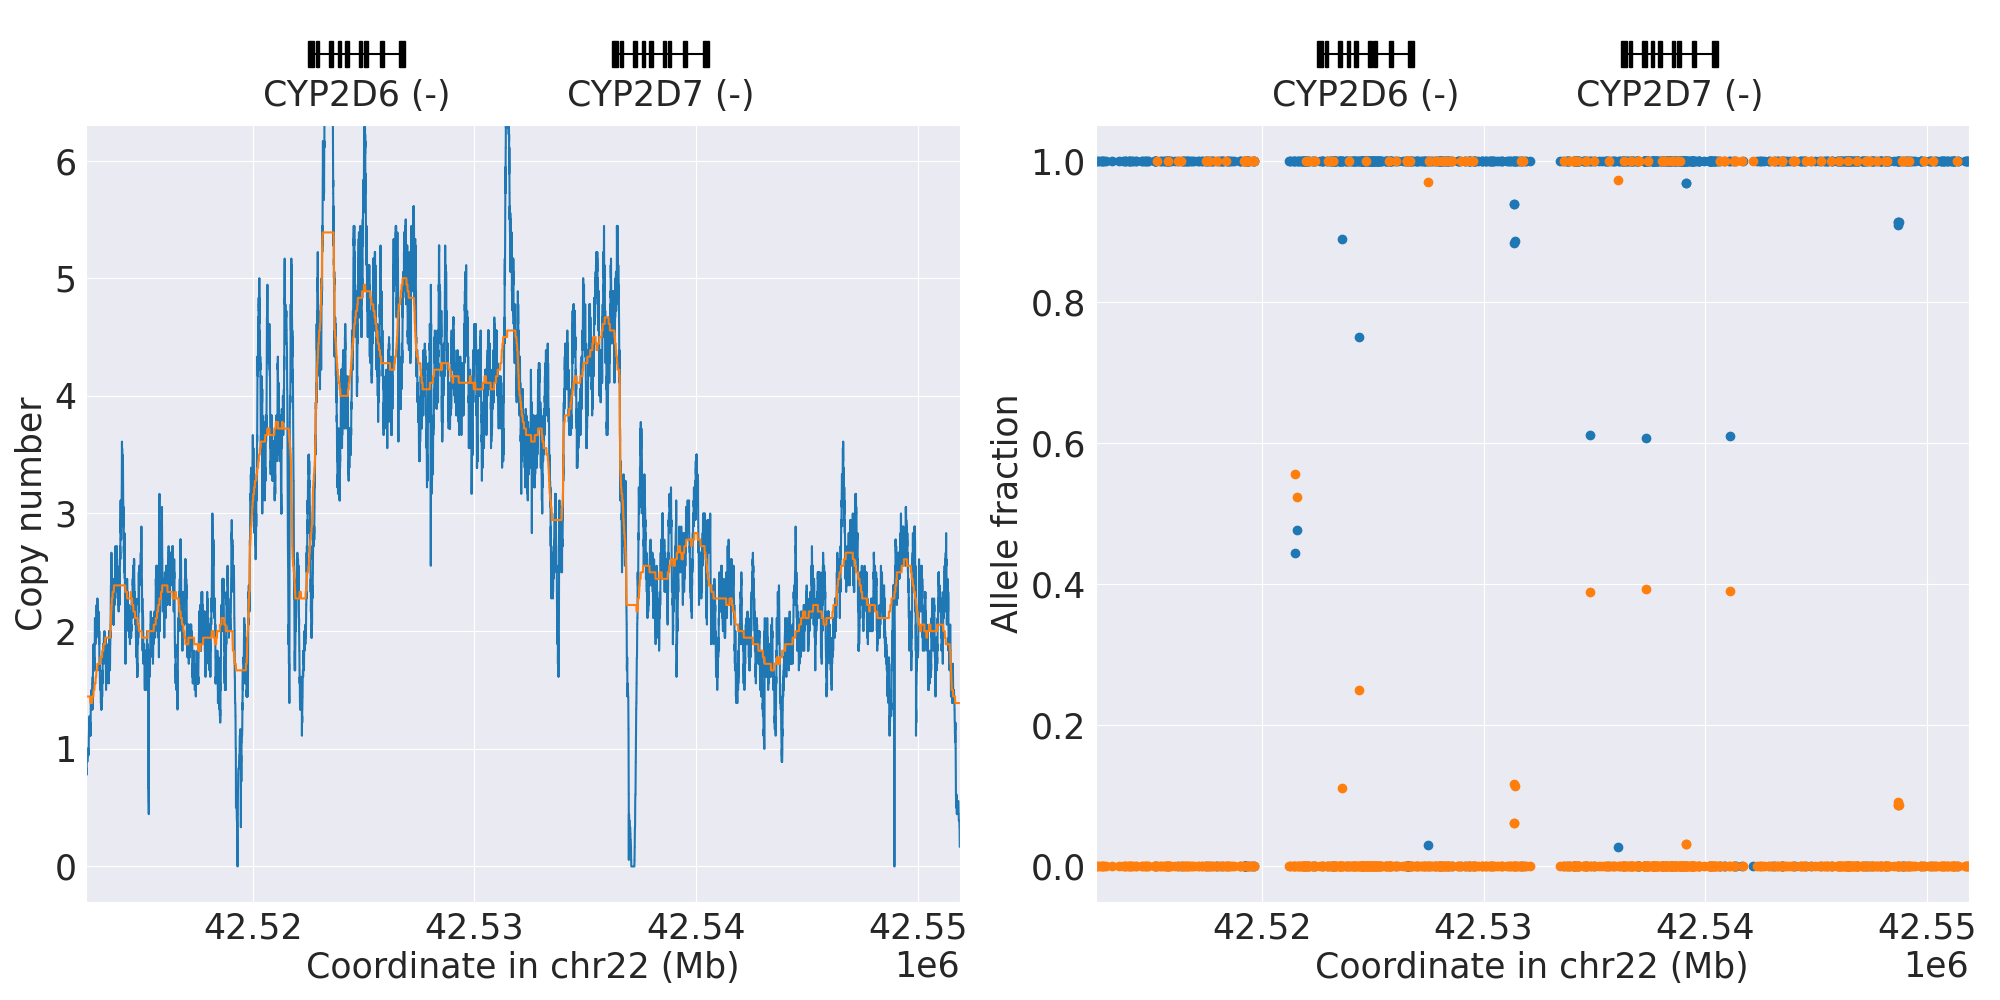 CYP2D6 (-) CYP2D7 (-)
6
5
4
3
2
1
0
Copy number
42.52 42.53 42.54 42.55
Coordinate in chr22 (Mb) 1e6
CYP2D6 (-) CYP2D7 (-)
1.0
0.8
0.6
0.4
0.2
0.0
Allele fraction
42.52 42.53 42.54 42.55
Coordinate in chr22 (Mb) 1e6